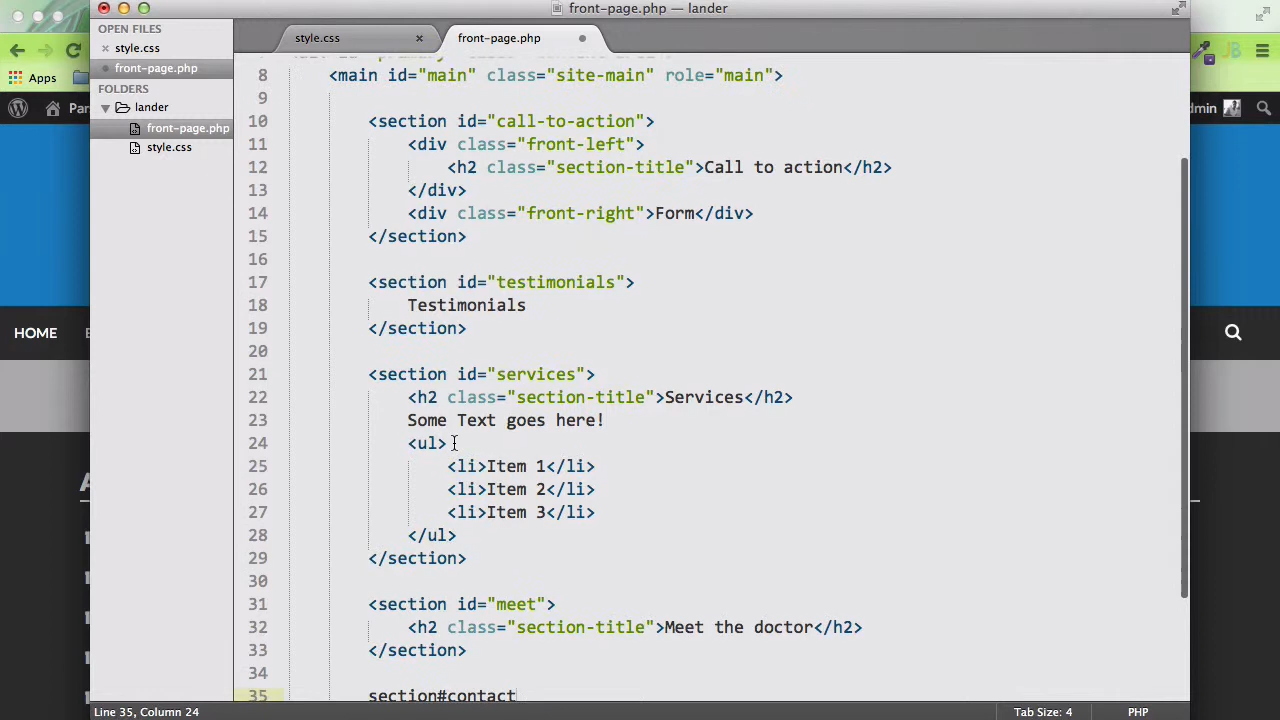 front-page.php — lander
OPEN FILES
style.css
front-page.php
FOLDERS
lander
front-page.php
style.css
style.css
front-page.php
8 <main id="main" class="site-main" role="main">
9
10 <section id="call-to-action">
11 <div class="front-left">
12 <h2 class="section-title">Call to action</h2>
13 </div>
14 <div class="front-right">Form</div>
15 </section>
16
17 <section id="testimonials">
18 Testimonials
19 </section>
20
21 <section id="services">
22 <h2 class="section-title">Services</h2>
23 Some Text goes here!
24 <ul>
25 <li>Item 1</li>
26 <li>Item 2</li>
27 <li>Item 3</li>
28 </ul>
29 </section>
30
31 <section id="meet">
32 <h2 class="section-title">Meet the doctor</h2>
33 </section>
34
35 section#contact
Line 35, Column 24
Tab Size: 4
PHP
Apps
HOME